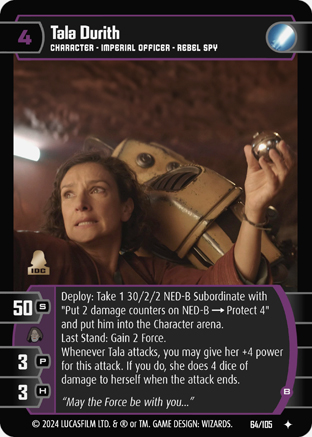 4
Tala Durith
CHARACTER - IMPERIAL OFFICER - REBEL SPY
IDC
50 S
3 P
3 H
Deploy: Take 1 30/2/2 NED-B Subordinate with
"Put 2 damage counters on NED-B → Protect 4"
and put him into the Character arena.
Last Stand: Gain 2 Force.
Whenever Tala attacks, you may give her +4 power
for this attack. If you do, she does 4 dice of
damage to herself when the attack ends.
B
"May the Force be with you..."
© 2024 LUCASFILM LTD. & ® or TM. GAME DESIGN: WIZARDS.
64/105